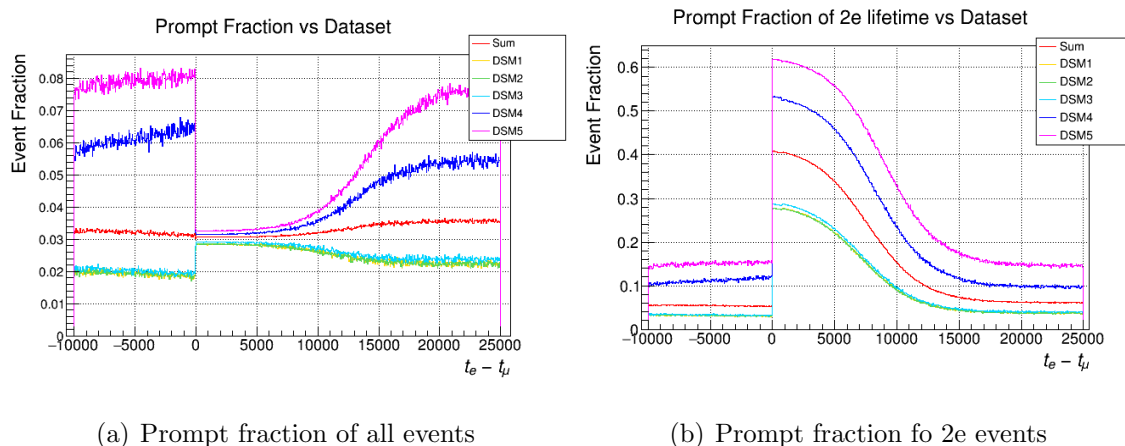 Prompt Fraction vs Dataset
Event Fraction
0.08
0.07
0.06
0.05
0.04
0.03
0.02
0.01
0
−10000 −5000 0 5000 10000 15000 20000 25000
t_e − t_μ
Sum
DSM1
DSM2
DSM3
DSM4
DSM5
(a) Prompt fraction of all events
Prompt Fraction of 2e lifetime vs Dataset
Event Fraction
0.6
0.5
0.4
0.3
0.2
0.1
0
−10000 −5000 0 5000 10000 15000 20000 25000
t_e − t_μ
Sum
DSM1
DSM2
DSM3
DSM4
DSM5
(b) Prompt fraction fo 2e events